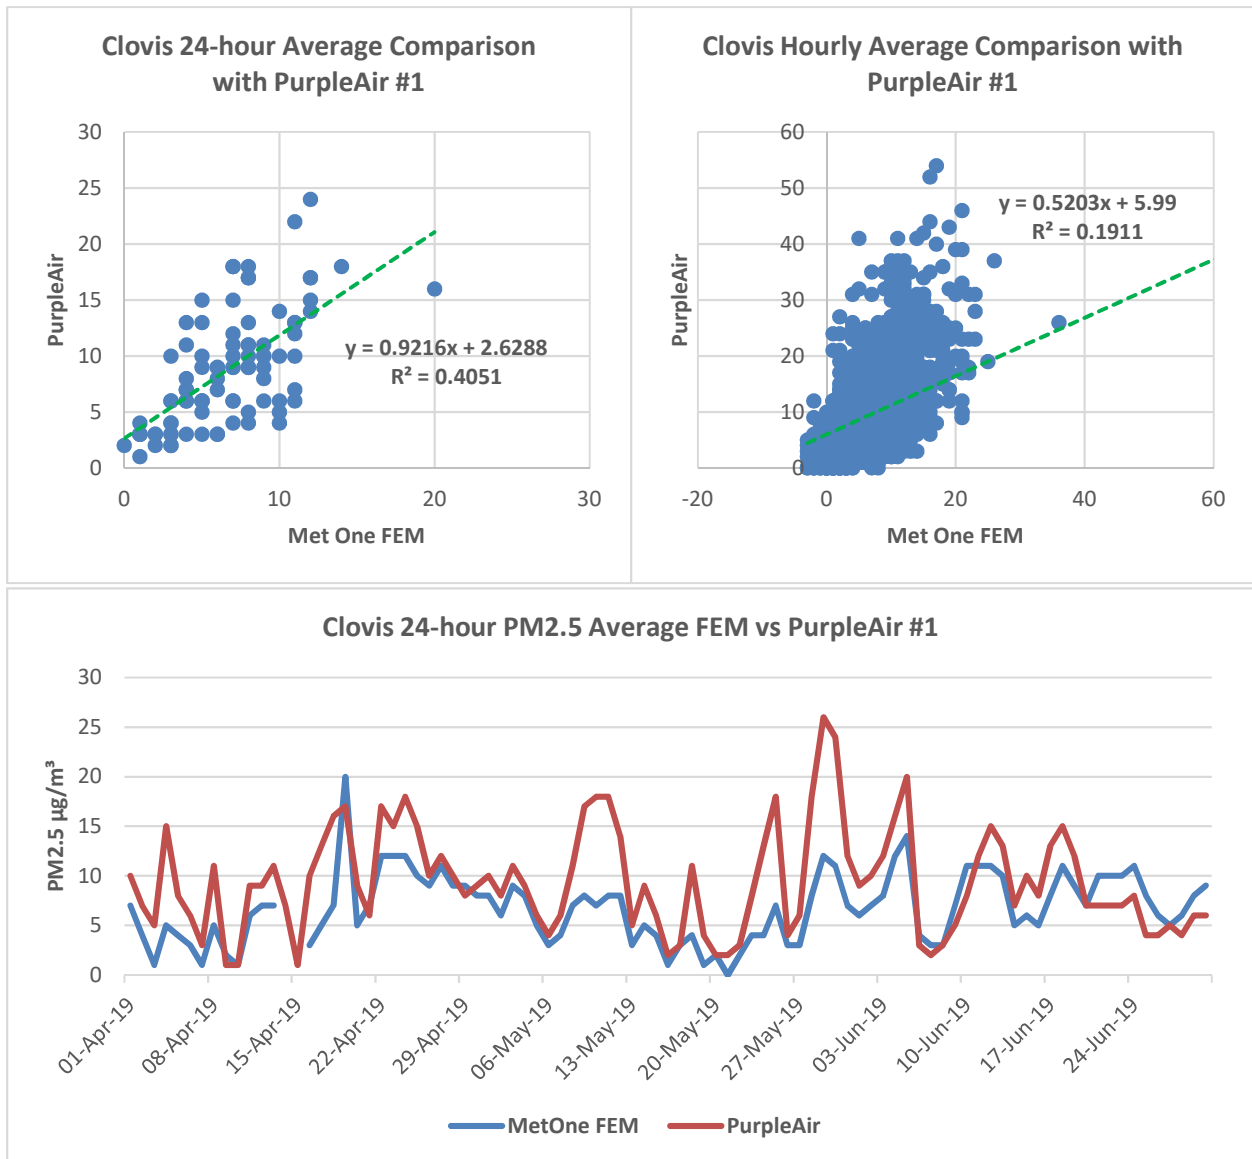 Clovis 24-hour Average Comparison
with PurpleAir #1
30
25
20
15
10
5
0
PurpleAir
y = 0.9216x + 2.6288
R² = 0.4051
0
10
20
30
Met One FEM
Clovis Hourly Average Comparison with
PurpleAir #1
60
50
40
30
20
10
0
PurpleAir
y = 0.5203x + 5.99
R² = 0.1911
-20
0
20
40
60
Met One FEM
Clovis 24-hour PM2.5 Average FEM vs PurpleAir #1
30
25
20
15
10
5
0
PM2.5 µg/m³
01-Apr-19
08-Apr-19
15-Apr-19
22-Apr-19
29-Apr-19
06-May-19
13-May-19
20-May-19
27-May-19
03-Jun-19
10-Jun-19
17-Jun-19
24-Jun-19
MetOne FEM
PurpleAir